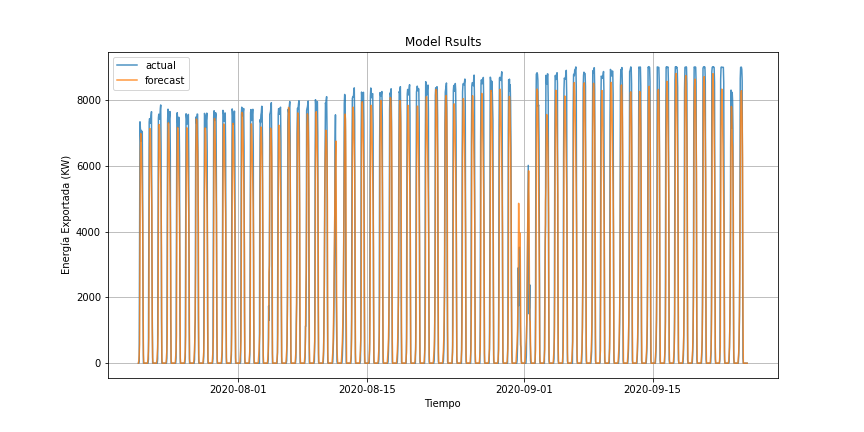 Model Rsults
actual
forecast
8000
6000
4000
2000
0
Energía Exportada (KW)
2020-08-01
2020-08-15
2020-09-01
2020-09-15
Tiempo